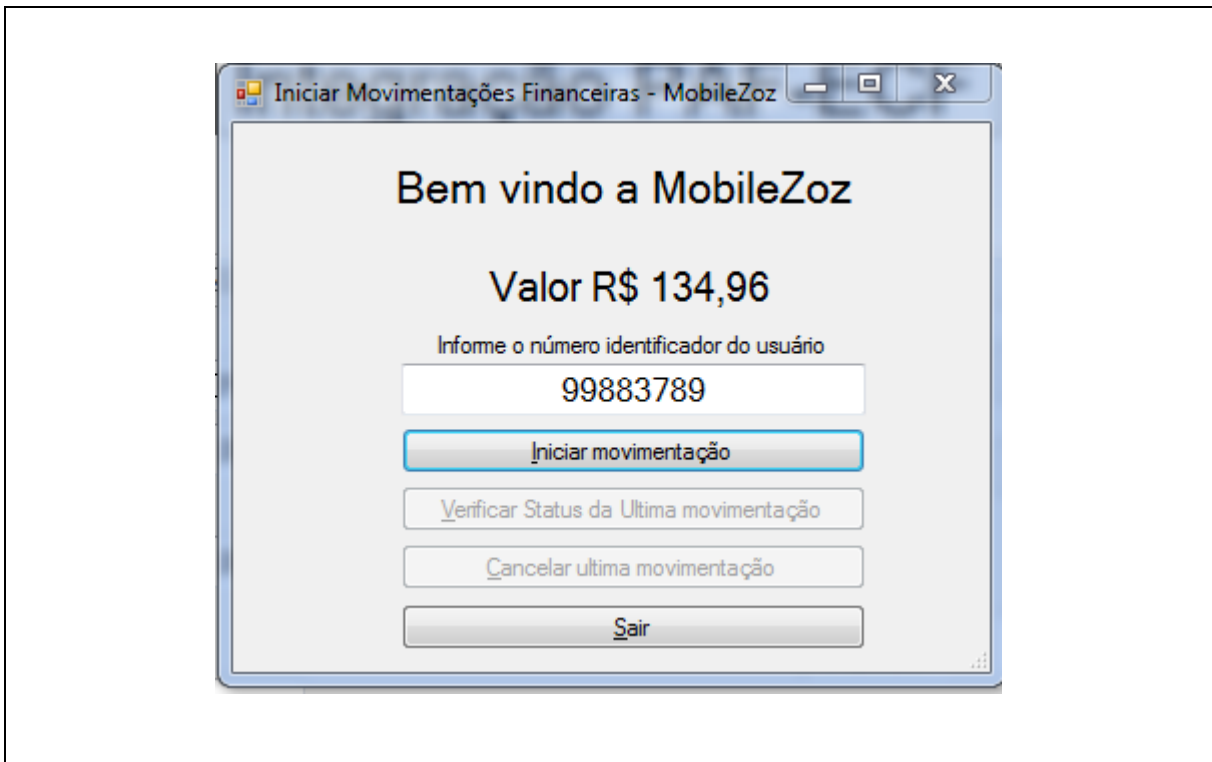 Iniciar Movimentações Financeiras - MobileZoz
Bem vindo a MobileZoz
Valor R$ 134,96
Informe o número identificador do usuário
99883789
Iniciar movimentação
Verificar Status da Ultima movimentação
Cancelar ultima movimentação
Sair